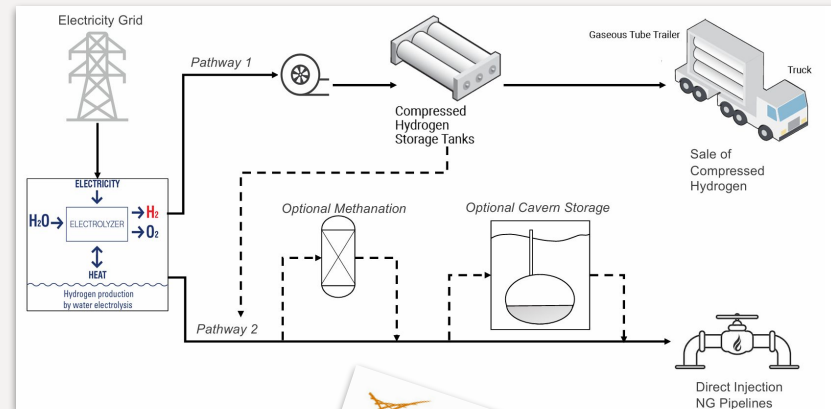 Electricity Grid
Pathway 1
Gaseous Tube Trailer
Truck
Compressed
Hydrogen
Storage Tanks
Sale of
Compressed
Hydrogen
ELECTRICITY
H₂O
ELECTROLYZER
H₂
O₂
HEAT
Hydrogen production
by water electrolysis
Optional Methanation
Optional Cavern Storage
Pathway 2
Direct Injection
NG Pipelines